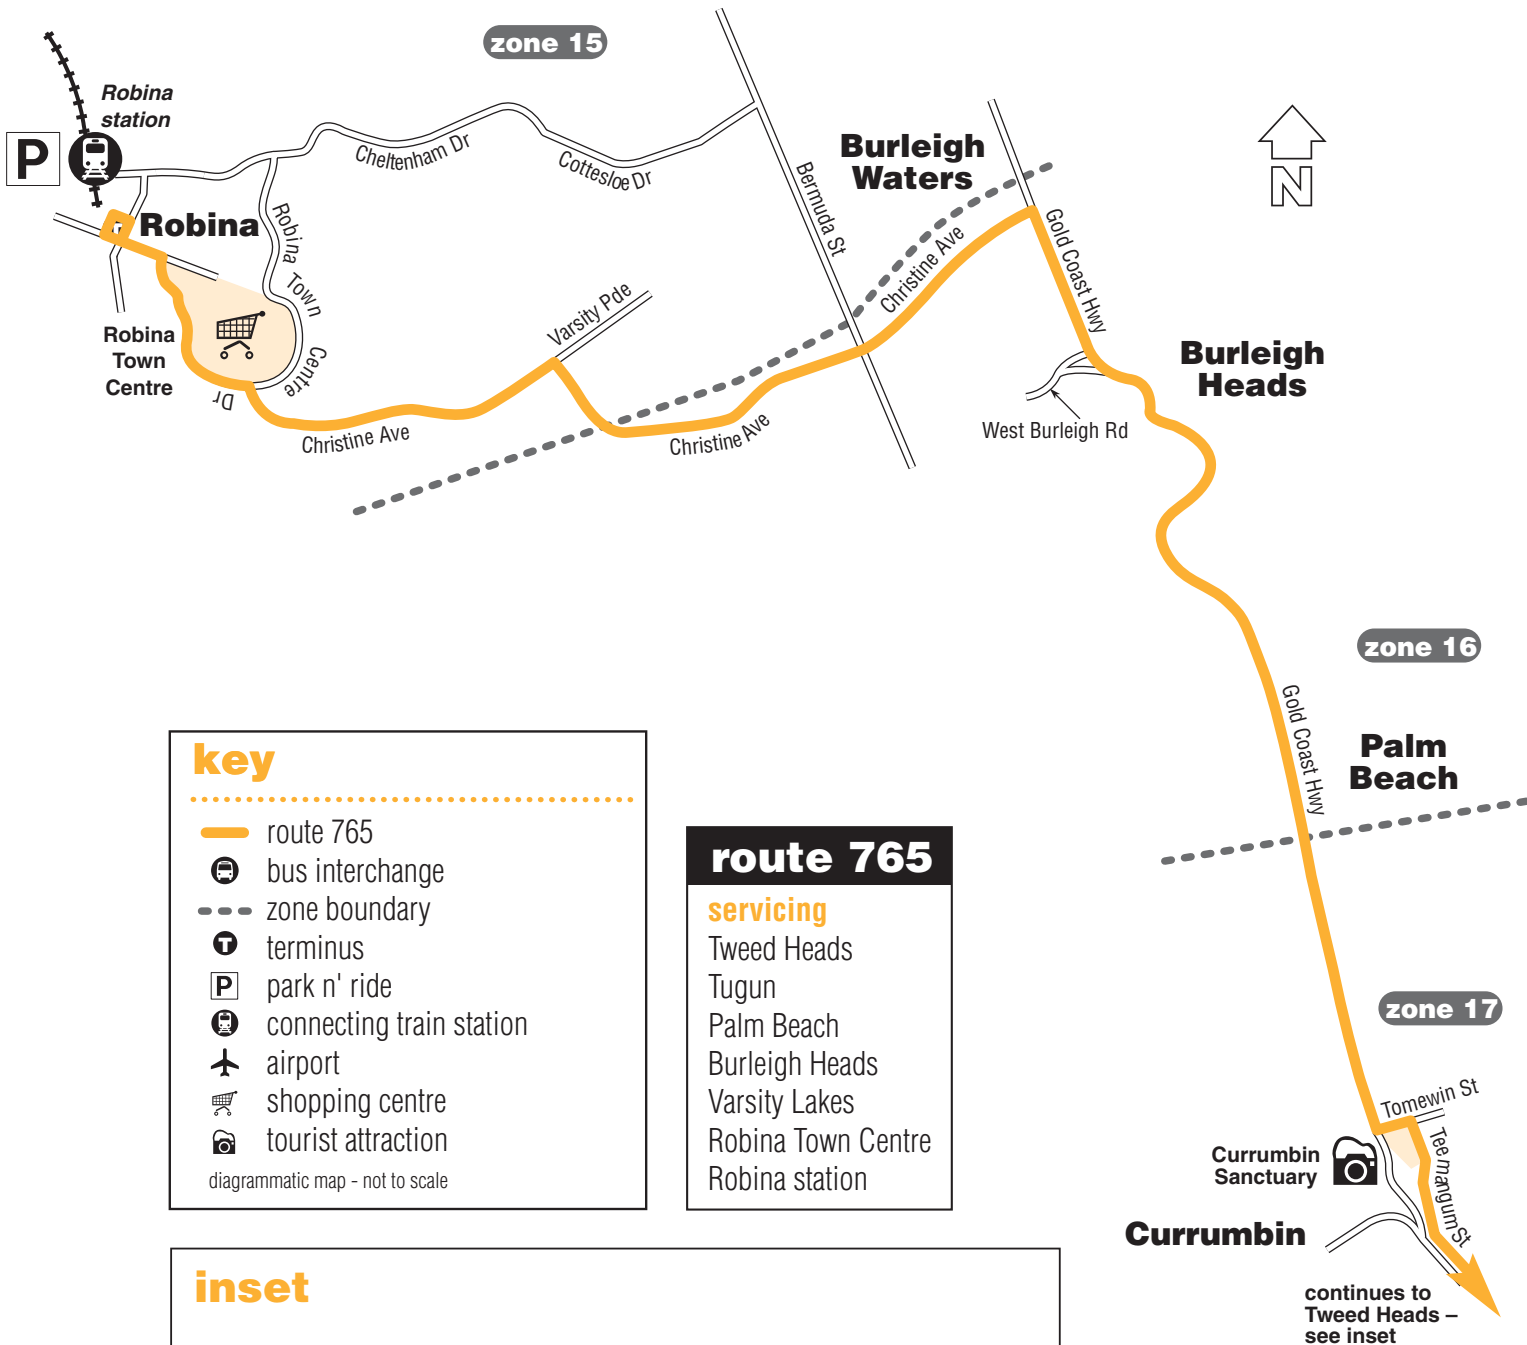 zone 15
Robina
station
P
Robina
Robina
Town
Centre
Cheltenham Dr
Cottesloe Dr
Robina Town Centre Dr
Bermuda St
Burleigh
Waters
N
Christine Ave
Gold Coast Hwy
Varsity Pde
Burleigh
Heads
West Burleigh Rd
Christine Ave
Christine Ave
zone 16
Gold Coast Hwy
Palm
Beach
zone 17
Tomewin St
Teemangum St
Currumbin
Sanctuary
Currumbin
continues to
Tweed Heads –
see inset
key
route 765
bus interchange
zone boundary
T
terminus
P
park n' ride
connecting train station
airport
shopping centre
tourist attraction
diagrammatic map - not to scale
route 765
servicing
Tweed Heads
Tugun
Palm Beach
Burleigh Heads
Varsity Lakes
Robina Town Centre
Robina station
inset